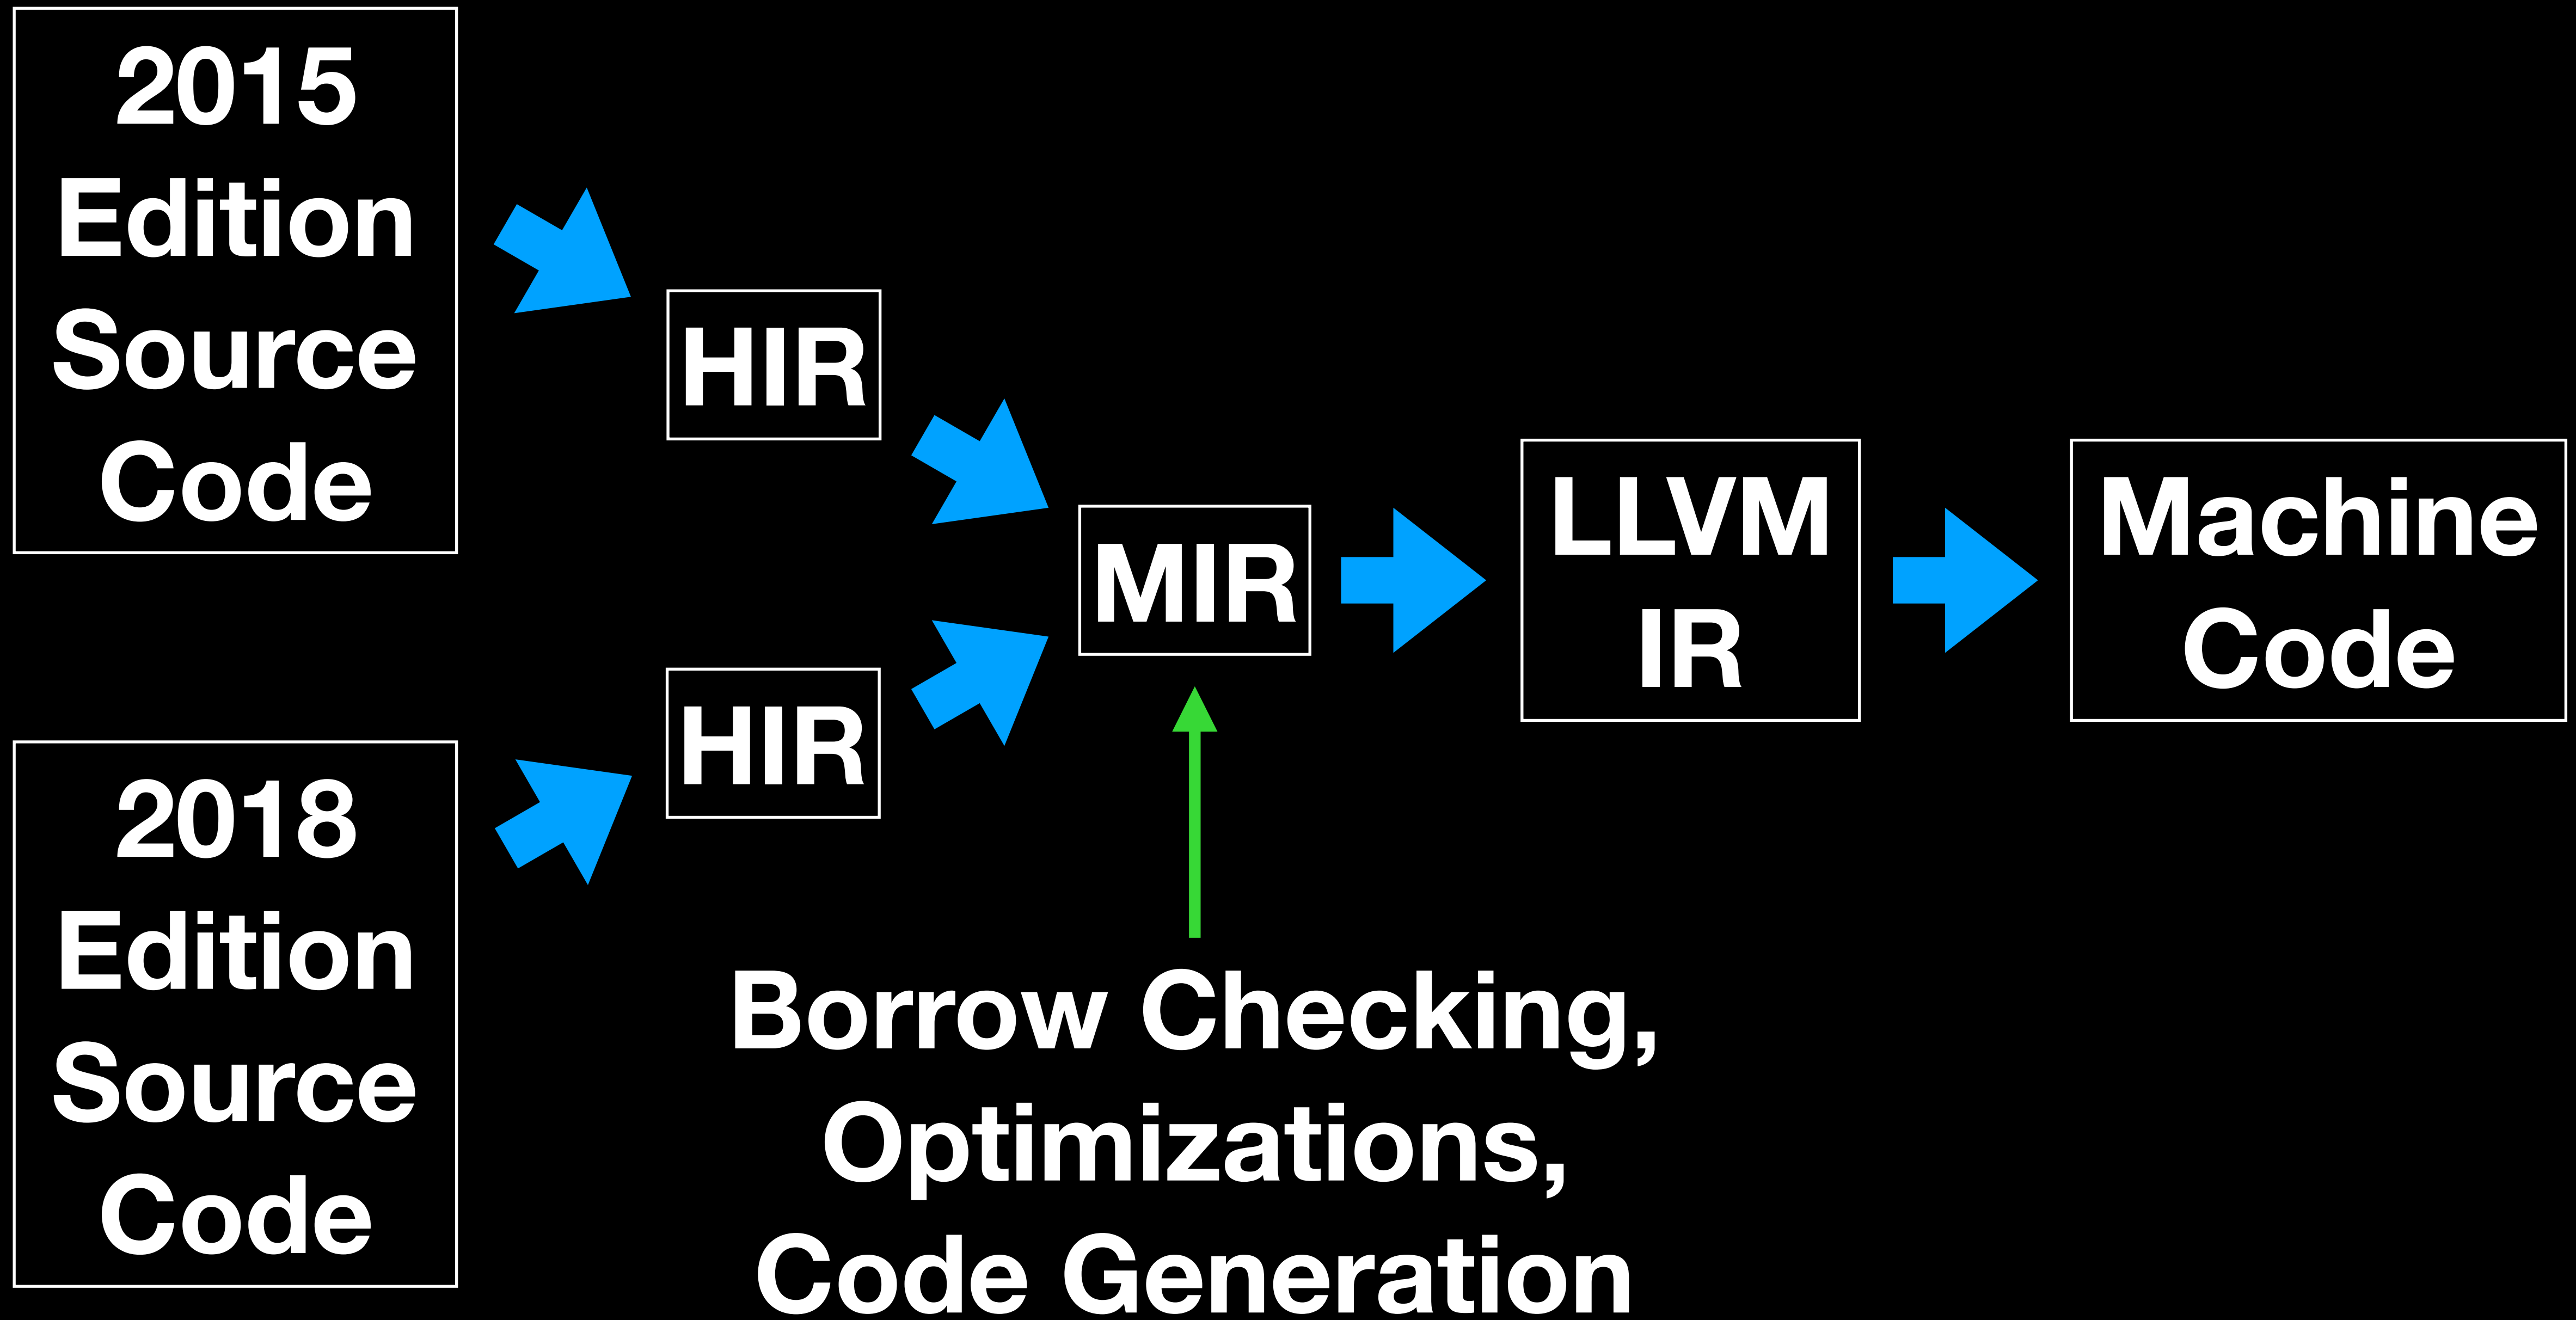 2015
Edition
Source
Code
HIR
MIR
LLVM
IR
Machine
Code
HIR
2018
Edition
Source
Code
Borrow Checking,
Optimizations,
Code Generation